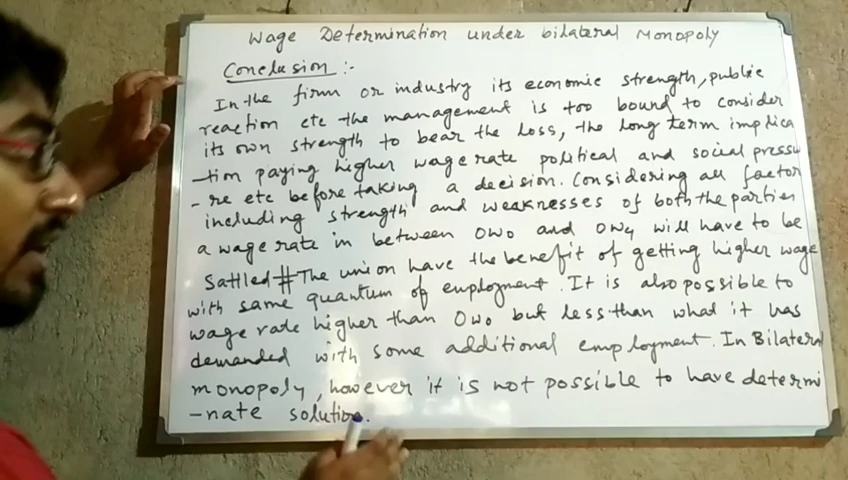 Wage Determination under bilateral Monopoly
Conclusion :-
In the firm or industry its economic strength, public
reaction etc the management is too bound to consider
its own strength to bear the loss, the long term implica
-tion paying higher wage rate political and social pressu
-re etc before taking a decision. Considering all factor
including strength and weaknesses of both the parties
a wage rate in between OW0 and OW4 will have to be
Sattled # The union have the benefit of getting higher wage
with same quantum of employment. It is also possible to
wage rate higher than OW0 but less than what it has
demanded with some additional employment. In Bilateral
monopoly, however it is not possible to have determi
-nate solution.